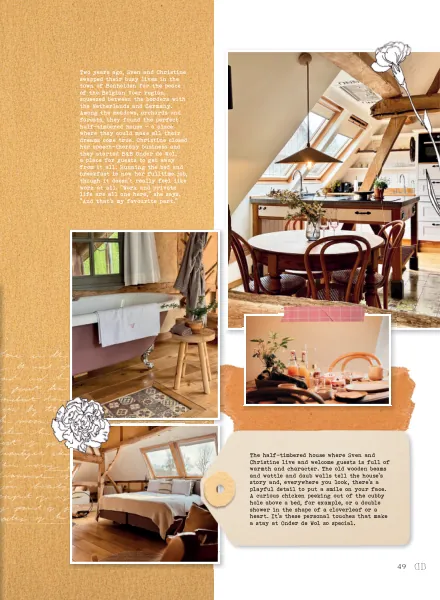 Ten years ago, Sven and Christine
swapped their busy lives in the
town of Bonheiden for the peace
of the Belgian Voer region,
snoozed between the borders with
the Netherlands and Germany.
Among the meadows, orchards and
forests, they found the perfect
half-timbered house – a place
where they could make all their
dreams come true. Christine closed
her speech-therapy business and
they started B&B Onder de Wol,
a place for guests to get away
from it all. Running the bed and
breakfast is now her fulltime job,
though it doesn't really feel like
work at all. "Work and private
life are all one here," she says,
"and that's my favourite part."
The half-timbered house where Sven and
Christine live and welcome guests is full of
warmth and character. The old wooden beams
and wattle and daub walls tell the house's
story and, everywhere you look, there's a
playful detail to put a smile on your face.
A curious chicken peeking out of the cubby
hole above a bed, for example, or a double
shower in the shape of a cloverleaf or a
heart. It's these personal touches that make
a stay at Onder de Wol so special.
49